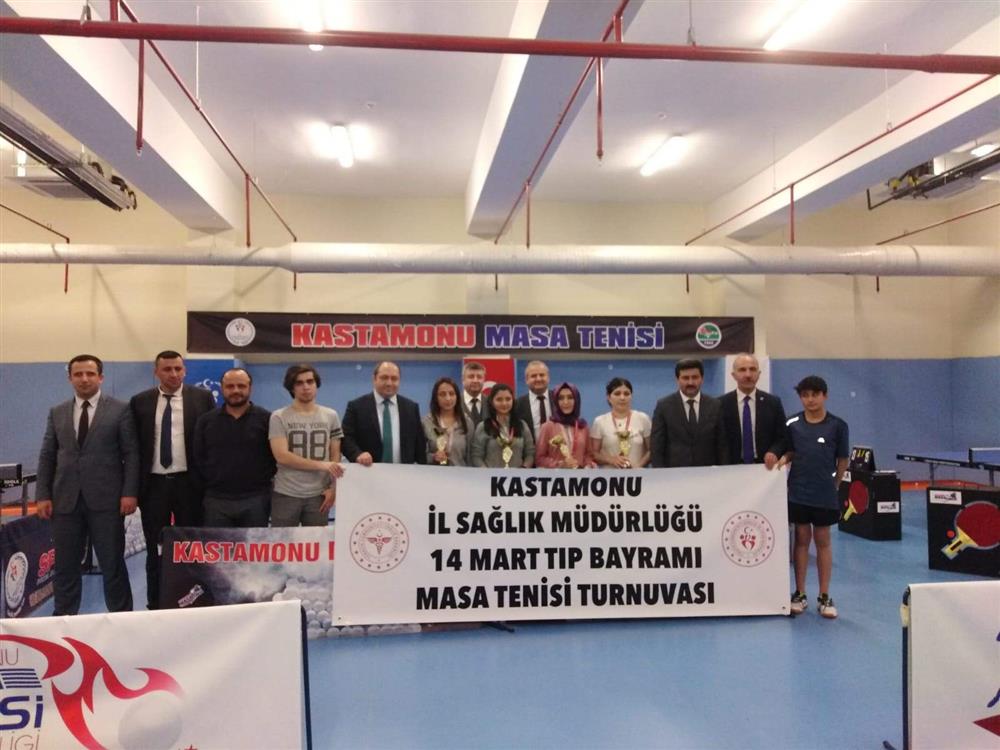 KASTAMONU MASA TENİSİ
NEW YORK
88
KASTAMONU
İL SAĞLIK MÜDÜRLÜĞÜ
14 MART TIP BAYRAMI
MASA TENİSİ TURNUVASI
KASTAMONU